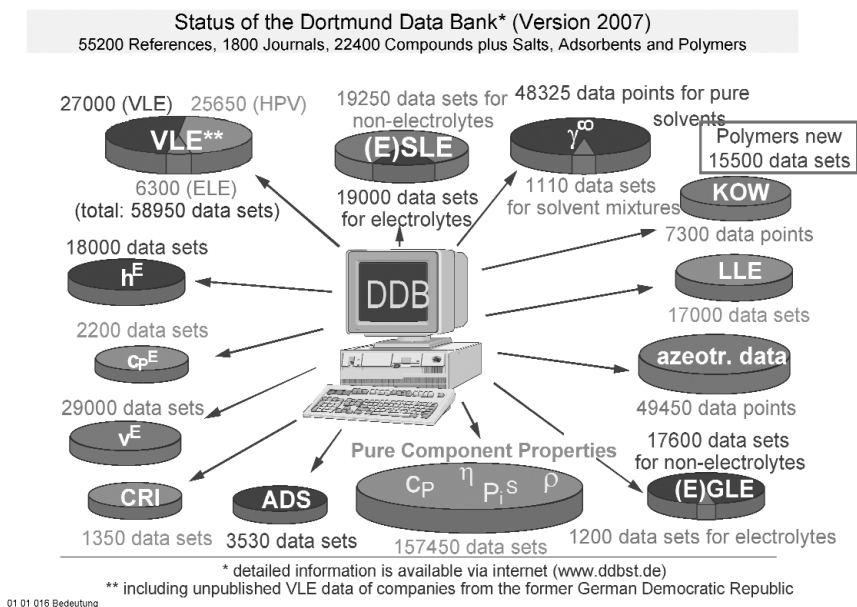 Status of the Dortmund Data Bank* (Version 2007)
55200 References, 1800 Journals, 22400 Compounds plus Salts, Adsorbents and Polymers
27000 (VLE) 25650 (HPV)
VLE**
6300 (ELE)
(total: 58950 data sets)
19250 data sets for
non-electrolytes
(E)SLE
19000 data sets
for electrolytes
48325 data points for pure
solvents
γ∞
1110 data sets
for solvent mixtures
Polymers new
15500 data sets
KOW
7300 data points
18000 data sets
hE
DDB
LLE
17000 data sets
2200 data sets
cPE
azeotr. data
49450 data points
29000 data sets
vE
Pure Component Properties
CP η PiS ρ
157450 data sets
17600 data sets
for non-electrolytes
(E)GLE
1200 data sets for electrolytes
CRI
1350 data sets
ADS
3530 data sets
* detailed information is available via internet (www.ddbst.de)
** including unpublished VLE data of companies from the former German Democratic Republic
01 01 016 Bedeutung